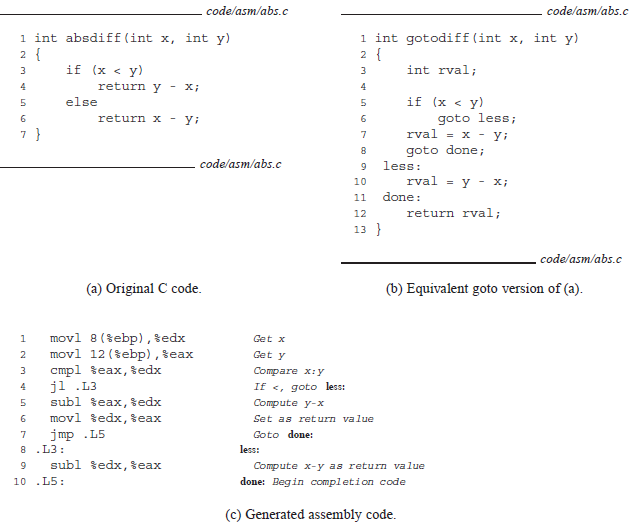 code/asm/abs.c
1 int absdiff(int x, int y)
2 {
3 if (x < y)
4 return y - x;
5 else
6 return x - y;
7 }
code/asm/abs.c
(a) Original C code.
code/asm/abs.c
1 int gotodiff(int x, int y)
2 {
3 int rval;
4
5 if (x < y)
6 goto less;
7 rval = x - y;
8 goto done;
9 less:
10 rval = y - x;
11 done:
12 return rval;
13 }
code/asm/abs.c
(b) Equivalent goto version of (a).
1 movl 8(%ebp),%edx Get x
2 movl 12(%ebp),%eax Get y
3 cmpl %eax,%edx Compare x:y
4 jl .L3 If <, goto less:
5 subl %eax,%edx Compute y-x
6 movl %edx,%eax Set as return value
7 jmp .L5 Goto done:
8 .L3: less:
9 subl %edx,%eax Compute x-y as return value
10 .L5: done: Begin completion code
(c) Generated assembly code.